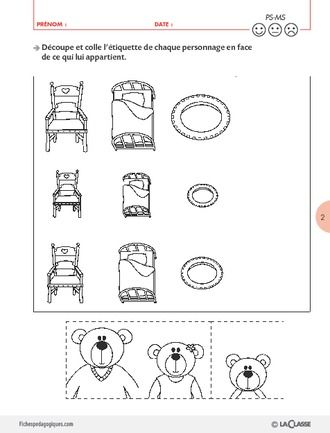 PS-MS
PRÉNOM :
DATE :
Découpe et colle l'étiquette de chaque personnage en face
de ce qui lui appartient.
2
Fichespedagogiques.com
© LA CLASSE